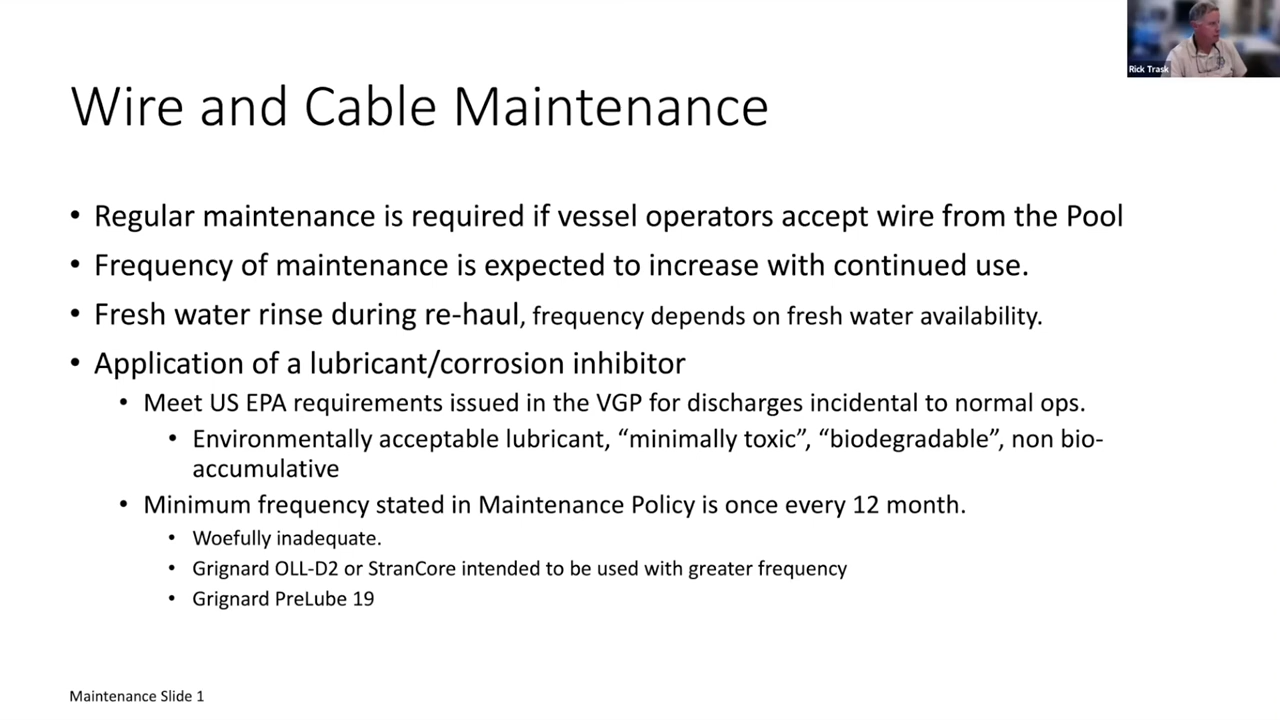 Rick Trask
Wire and Cable Maintenance
• Regular maintenance is required if vessel operators accept wire from the Pool
• Frequency of maintenance is expected to increase with continued use.
• Fresh water rinse during re-haul, frequency depends on fresh water availability.
• Application of a lubricant/corrosion inhibitor
• Meet US EPA requirements issued in the VGP for discharges incidental to normal ops.
• Environmentally acceptable lubricant, “minimally toxic”, “biodegradable”, non bio-
accumulative
• Minimum frequency stated in Maintenance Policy is once every 12 month.
• Woefully inadequate.
• Grignard OLL-D2 or StranCore intended to be used with greater frequency
• Grignard PreLube 19
Maintenance Slide 1